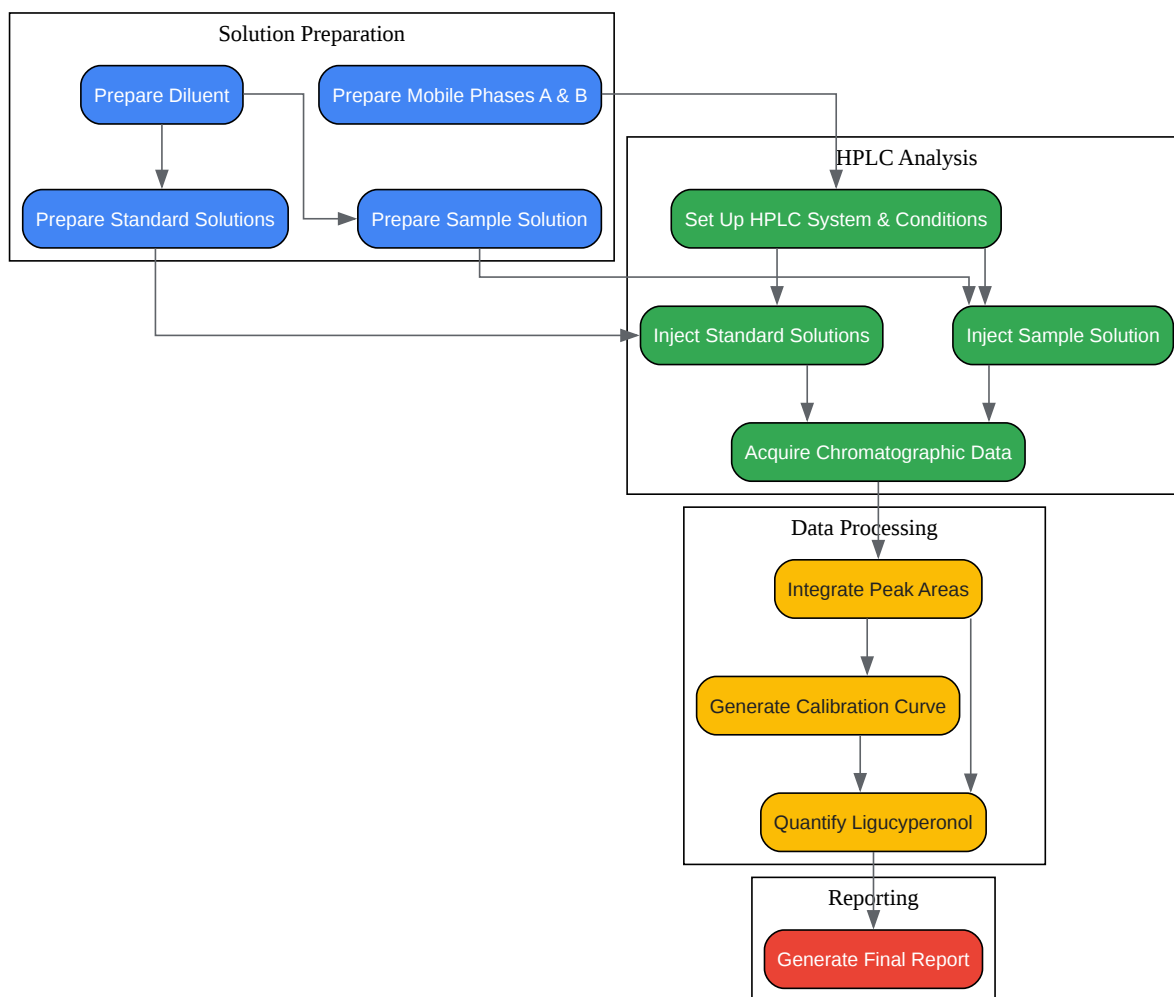 Solution Preparation
Prepare Diluent
Prepare Mobile Phases A & B
Prepare Standard Solutions
Prepare Sample Solution
HPLC Analysis
Set Up HPLC System & Conditions
Inject Standard Solutions
Inject Sample Solution
Acquire Chromatographic Data
Data Processing
Integrate Peak Areas
Generate Calibration Curve
Quantify Ligucyperonol
Reporting
Generate Final Report